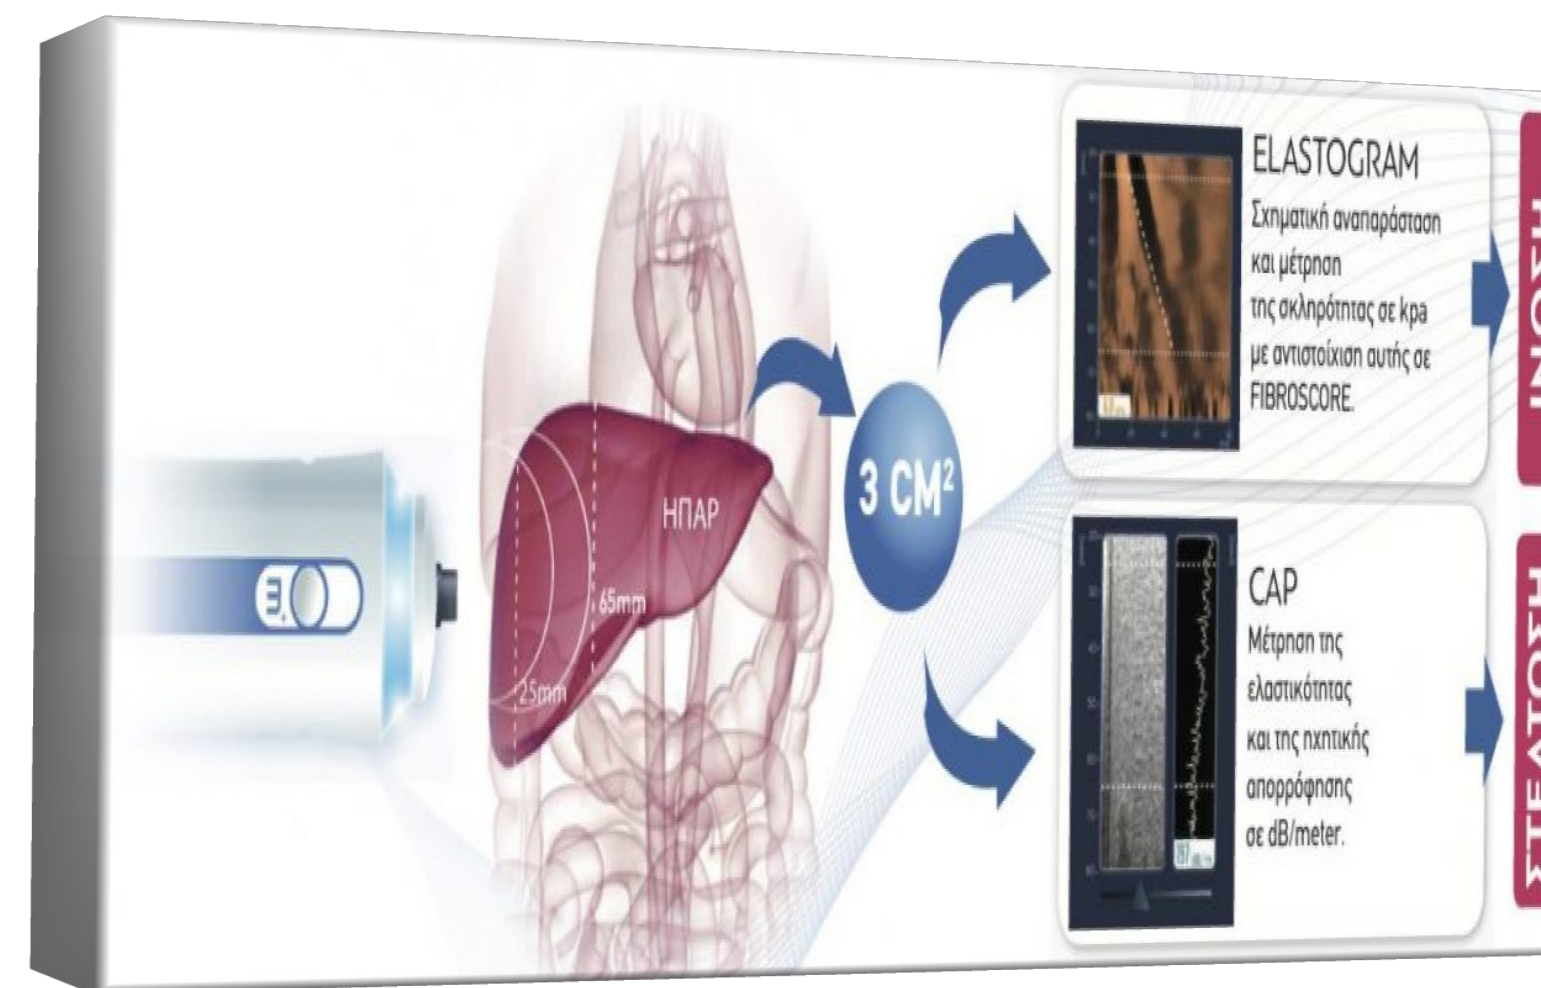 ΗΠΑΡ
65mm
25mm
3 CM²
ELASTOGRAM
Σχηματική αναπαράσταση
και μέτρηση
της σκληρότητας σε kpa
με αντιστοίχιση αυτής σε
FIBROSCORE.
ΙΝΩΣΗ
CAP
Μέτρηση της
ελαστικότητας
και της ηχητικής
απορρόφησης
σε dB/meter.
ΣΤΕΑΤΩΣΗ